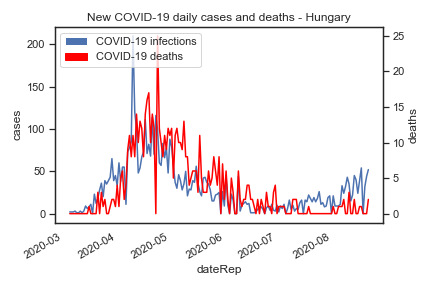 New COVID-19 daily cases and deaths - Hungary
COVID-19 infections
COVID-19 deaths
cases
200
150
100
50
0
deaths
25
20
15
10
5
0
2020-03
2020-04
2020-05
2020-06
2020-07
2020-08
dateRep